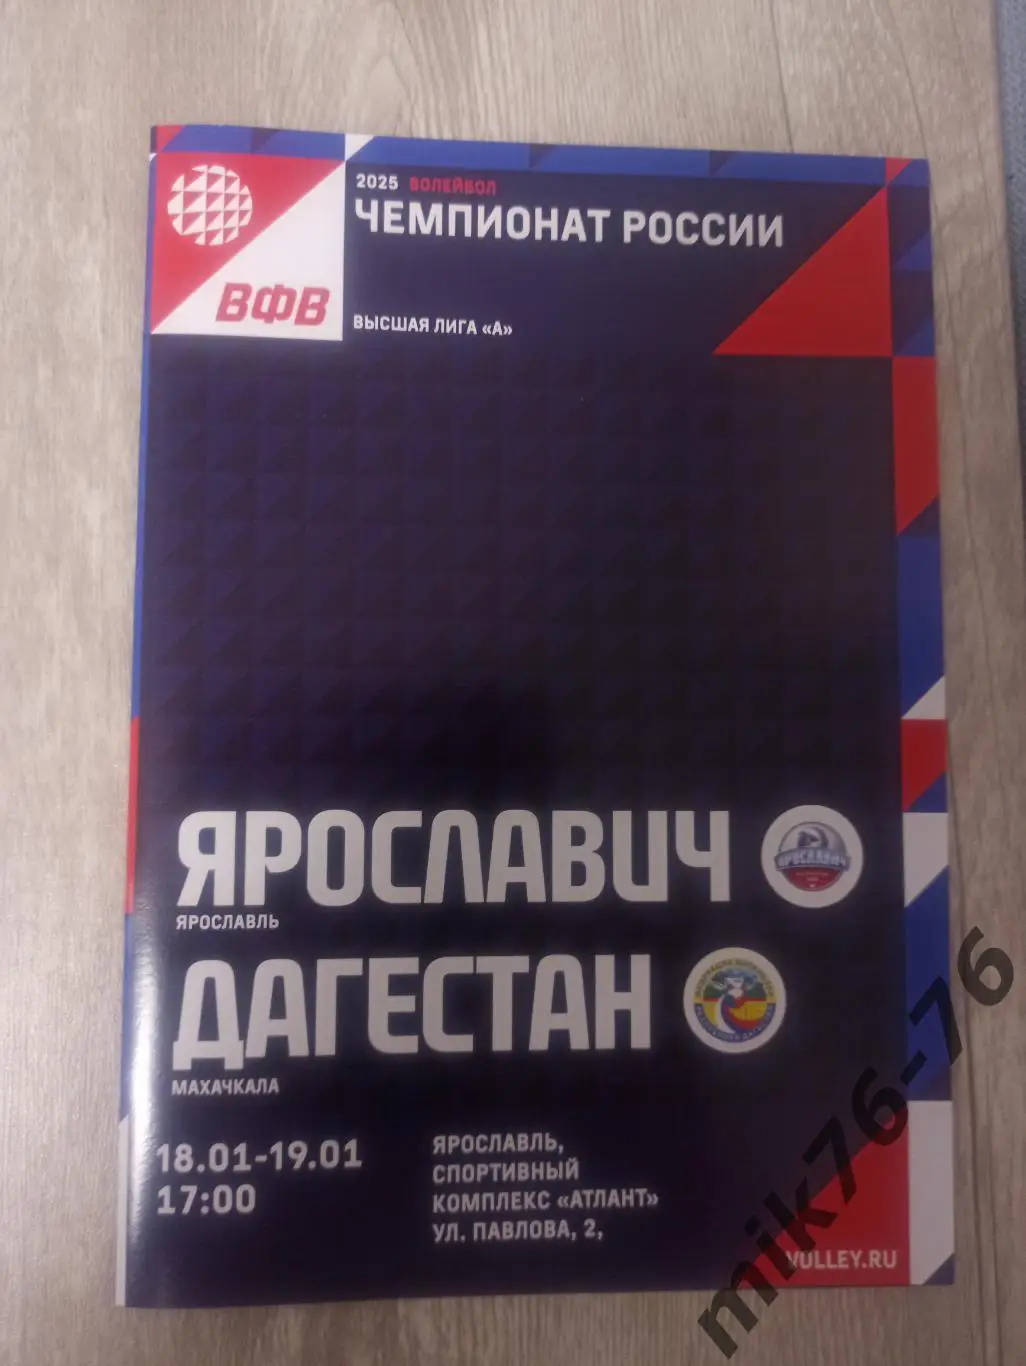 2025 ВОЛЕЙБОЛ
ЧЕМПИОНАТ РОССИИ
ВФВ
ВЫСШАЯ ЛИГА «А»
ЯРОСЛАВИЧ
ЯРОСЛАВИЧ
ЯРОСЛАВЛЬ
ДАГЕСТАН
МАХАЧКАЛА
18.01-19.01
17:00
ЯРОСЛАВЛЬ,
СПОРТИВНЫЙ
КОМПЛЕКС «АТЛАНТ»
УЛ. ПАВЛОВА, 2,
VOLLEY.RU
mik76-76